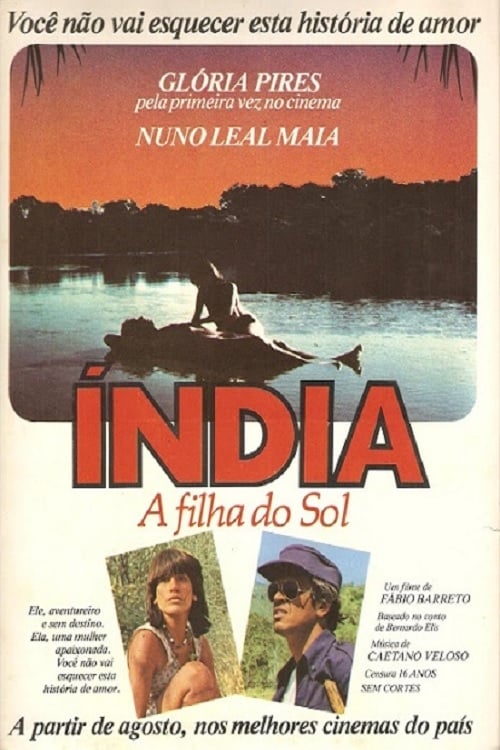 Você não vai esquecer esta história de amor
GLÓRIA PIRES
pela primeira vez no cinema
NUNO LEAL MAIA
ÍNDIA
A filha do Sol
Ele, aventureiro
e sem destino.
Ela, uma mulher
apaixonada.
Você não vai
esquecer esta
história de amor.
Um filme de
FÁBIO BARRETO
Baseado no conto
de Bernardo Elis
Música de
CAETANO VELOSO
Censura 16 ANOS
SEM CORTES
A partir de agosto, nos melhores cinemas do país